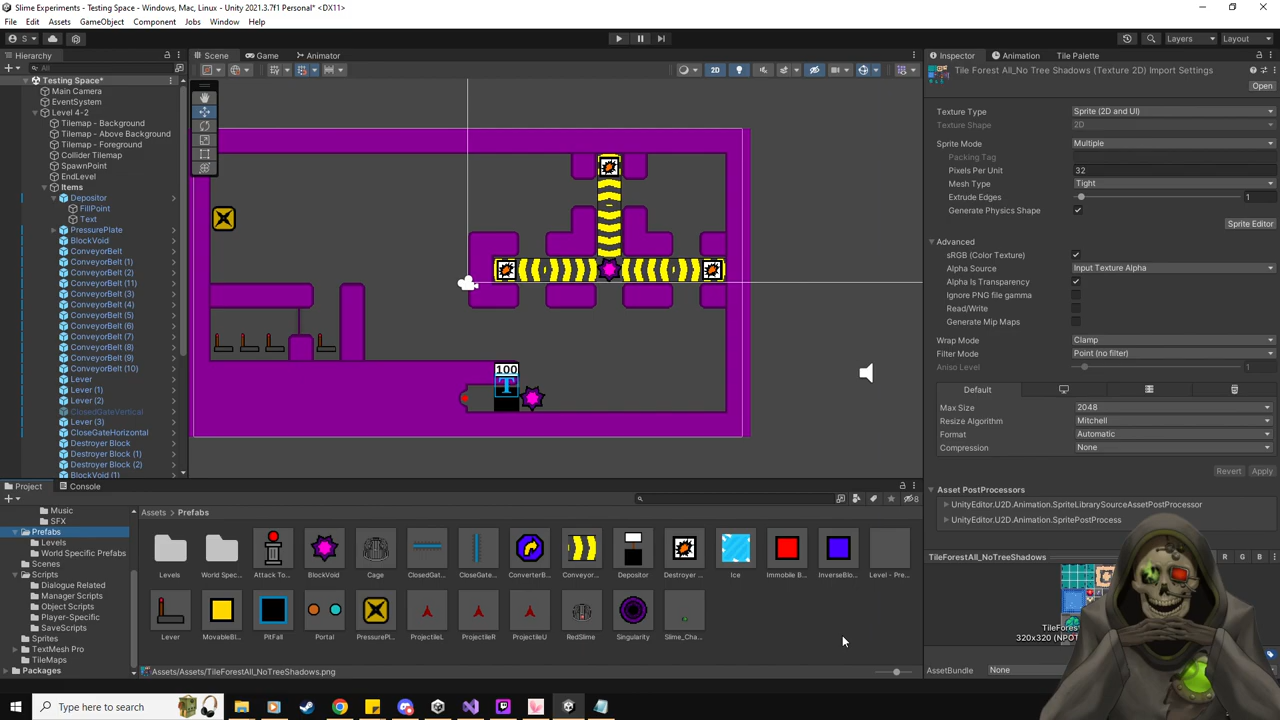 Slime Experiments - Testing Space - Windows, Mac, Linux - Unity 2021.3.7f1 Personal* <DX11>
File Edit Assets GameObject Component Jobs Window Help
S Layers Layout
Hierarchy
All
Testing Space*
Main Camera
EventSystem
Level 4-2
Tilemap - Background
Tilemap - Above Background
Tilemap - Foreground
Collider Tilemap
SpawnPoint
EndLevel
Items
Depositor
FillPoint
Text
PressurePlate
BlockVoid
ConveyorBelt
ConveyorBelt (1)
ConveyorBelt (2)
ConveyorBelt (11)
ConveyorBelt (3)
ConveyorBelt (4)
ConveyorBelt (5)
ConveyorBelt (6)
ConveyorBelt (7)
ConveyorBelt (8)
ConveyorBelt (9)
ConveyorBelt (10)
Lever
Lever (1)
Lever (2)
ClosedGateVertical
Lever (3)
CloseGateHorizontal
Destroyer Block
Destroyer Block (1)
Destroyer Block (2)
BlockVoid (1)
Scene Game Animator
2D
100
T
Inspector Animation Tile Palette
Tile Forest All_No Tree Shadows (Texture 2D) Import Settings
Open
Texture Type Sprite (2D and UI)
Texture Shape 2D
Sprite Mode Multiple
Packing Tag
Pixels Per Unit 32
Mesh Type Tight
Extrude Edges 1
Generate Physics Shape
Sprite Editor
Advanced
sRGB (Color Texture)
Alpha Source Input Texture Alpha
Alpha Is Transparency
Ignore PNG file gamma
Read/Write
Generate Mip Maps
Wrap Mode Clamp
Filter Mode Point (no filter)
Aniso Level 1
Default
Max Size 2048
Resize Algorithm Mitchell
Format Automatic
Compression None
Revert Apply
Asset PostProcessors
UnityEditor.U2D.Animation.SpriteLibrarySourceAssetPostProcessor
UnityEditor.U2D.Animation.SpritePostProcess
TileForestAll_NoTreeShadows R G B
TileFores
320x320 (NPOT
AssetBundle None
Project Console
8
Music
SFX
Prefabs
Levels
World Specific Prefabs
Scenes
Scripts
Dialogue Related
Manager Scripts
Object Scripts
Player-Specific
SaveScripts
Sprites
TextMesh Pro
TileMaps
Packages
Assets > Prefabs
Levels World Spec... Attack To... BlockVoid Cage ClosedGat... CloseGate... ConverterB... Conveyor... Depositor Destroyer ... Ice Immobile B... InverseBlo... Level - Pre...
Lever MovableBl... PitFall Portal PressurePl... ProjectileL ProjectileR ProjectileU RedSlime Singularity Slime_Cha...
Assets/Assets/TileForestAll_NoTreeShadows.png
Type here to search